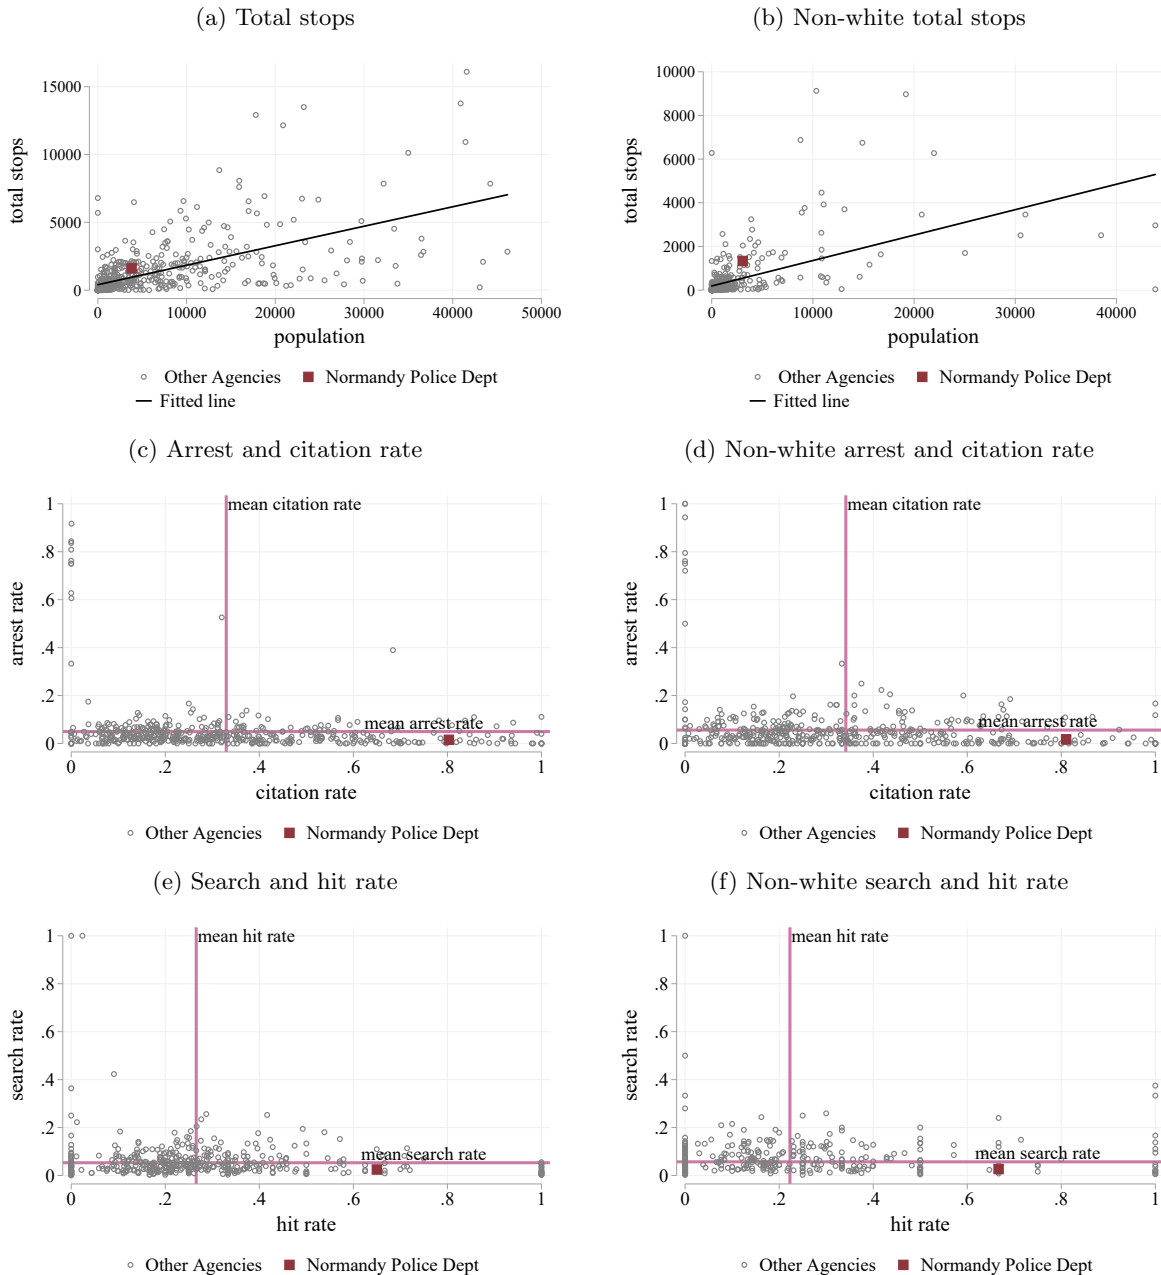 (a) Total stops
(b) Non-white total stops
15000
10000
5000
0
total stops
0 10000 20000 30000 40000 50000
population
Other Agencies Normandy Police Dept
Fitted line
10000
8000
6000
4000
2000
0
total stops
0 10000 20000 30000 40000
population
Other Agencies Normandy Police Dept
Fitted line
(c) Arrest and citation rate
(d) Non-white arrest and citation rate
1
.8
.6
.4
.2
0
arrest rate
mean citation rate
mean arrest rate
0 .2 .4 .6 .8 1
citation rate
Other Agencies Normandy Police Dept
1
.8
.6
.4
.2
0
arrest rate
mean citation rate
mean arrest rate
0 .2 .4 .6 .8 1
citation rate
Other Agencies Normandy Police Dept
(e) Search and hit rate
(f) Non-white search and hit rate
1
.8
.6
.4
.2
0
search rate
mean hit rate
mean search rate
0 .2 .4 .6 .8 1
hit rate
Other Agencies Normandy Police Dept
1
.8
.6
.4
.2
0
search rate
mean hit rate
mean search rate
0 .2 .4 .6 .8 1
hit rate
Other Agencies Normandy Police Dept